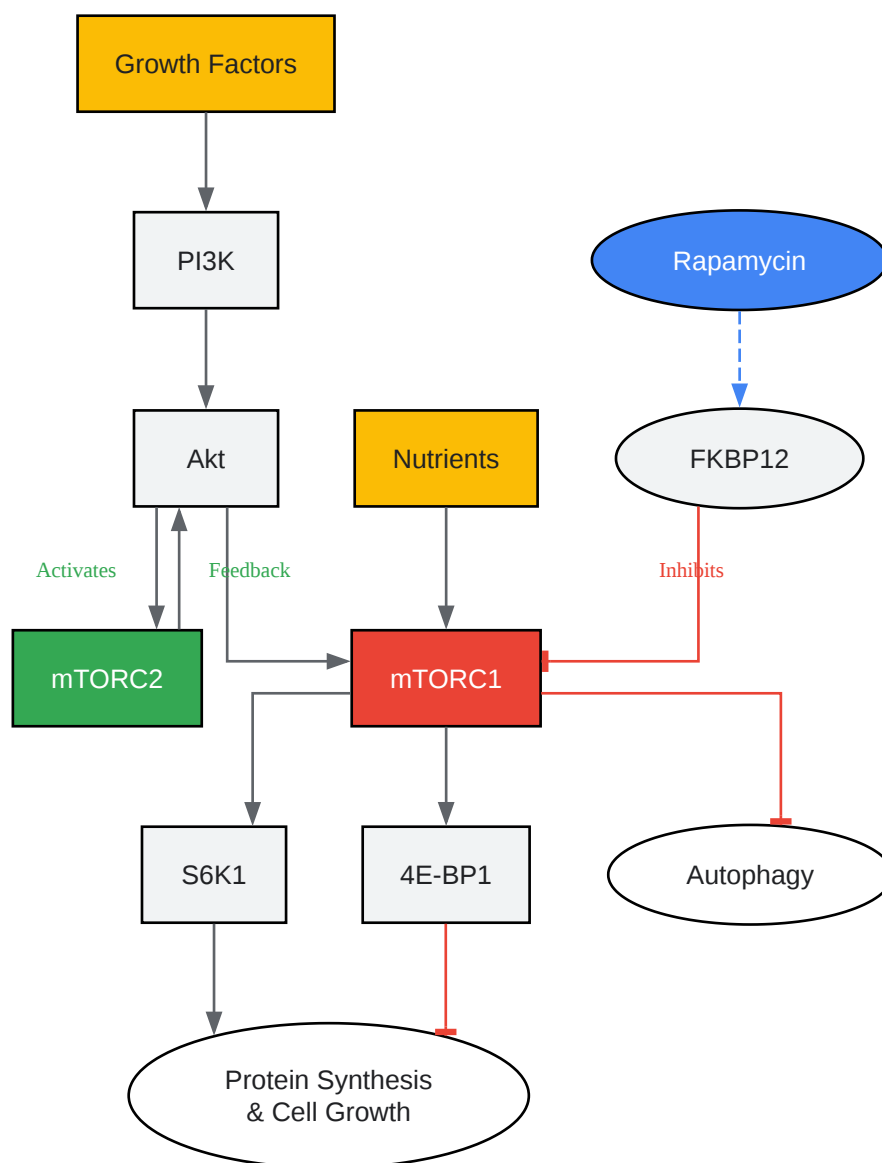 Growth Factors
PI3K
Rapamycin
Akt
Nutrients
FKBP12
Activates
Feedback
Inhibits
mTORC2
mTORC1
S6K1
4E-BP1
Autophagy
Protein Synthesis
& Cell Growth